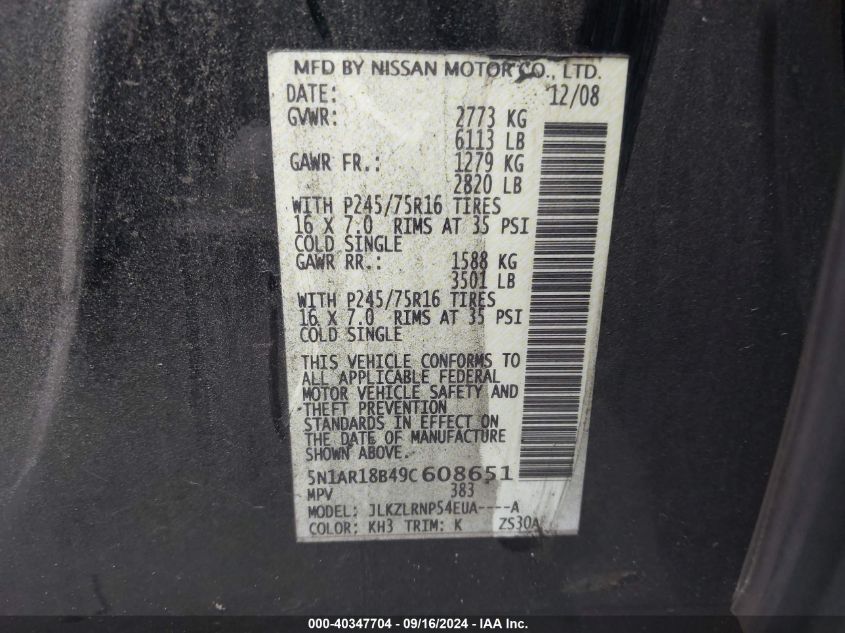 MFD BY NISSAN MOTOR CO., LTD.
DATE: 12/08
GVWR: 2773 KG
6113 LB
GAWR FR.: 1279 KG
2820 LB
WITH P245/75R16 TIRES
16 X 7.0 RIMS AT 35 PSI
COLD SINGLE
GAWR RR.: 1588 KG
3501 LB
WITH P245/75R16 TIRES
16 X 7.0 RIMS AT 35 PSI
COLD SINGLE
THIS VEHICLE CONFORMS TO
ALL APPLICABLE FEDERAL
MOTOR VEHICLE SAFETY AND
THEFT PREVENTION
STANDARDS IN EFFECT ON
THE DATE OF MANUFACTURE
SHOWN ABOVE.
5N1AR18B49C608651
MPV 383
MODEL: JLKZLRNP54EUA----A
COLOR: KH3 TRIM: K ZS30A
000-40347704 - 09/16/2024 - IAA Inc.